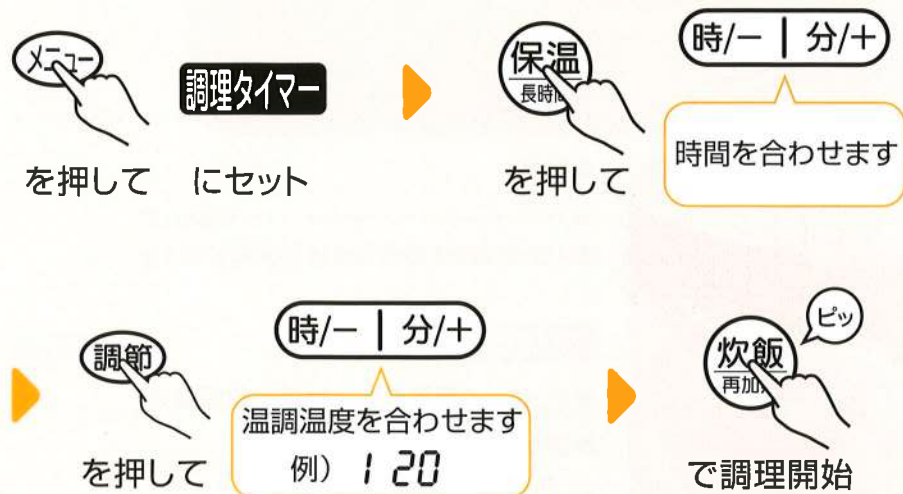 メニュー
調理タイマー
を押して にセット
保温
長時
を押して
時/− | 分/+
時間を合わせます
調節
を押して
時/− | 分/+
温調温度を合わせます
例) 120
炊飯
再加
ピッ
で調理開始